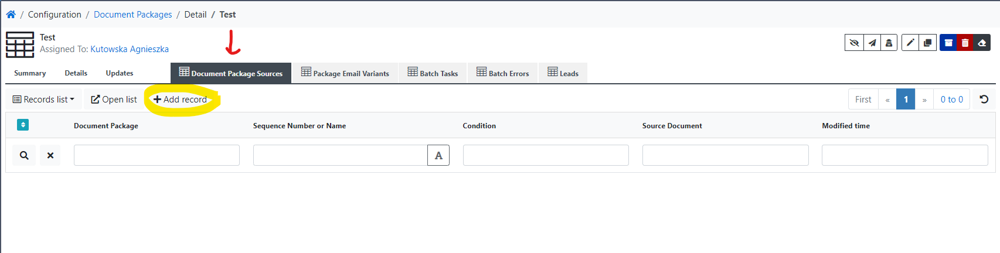 / Configuration / Document Packages / Detail / Test
Test
Assigned To: Kutowska Agnieszka
Summary Details Updates Document Package Sources Package Email Variants Batch Tasks Batch Errors Leads
Records list Open list + Add record First « 1 » 0 to 0
Document Package Sequence Number or Name Condition Source Document Modified time
A